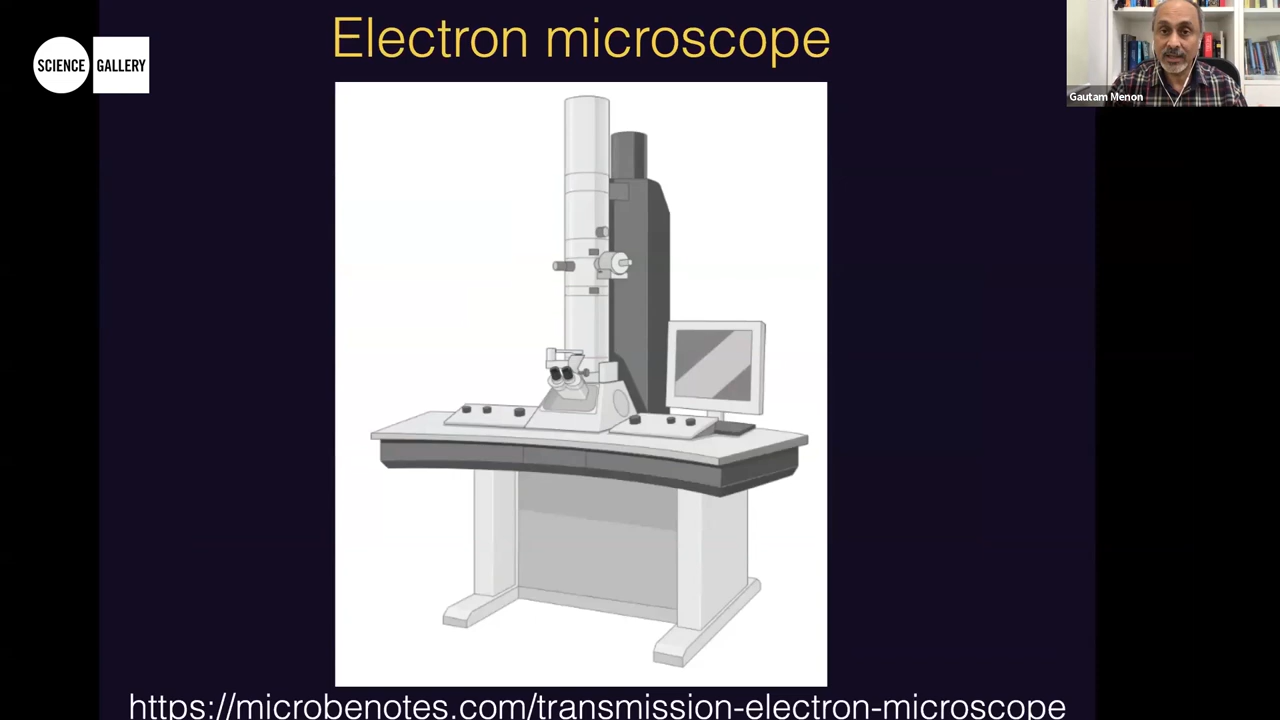 Electron microscope
SCIENCE GALLERY
Gautam Menon
https://microbenotes.com/transmission-electron-microscope